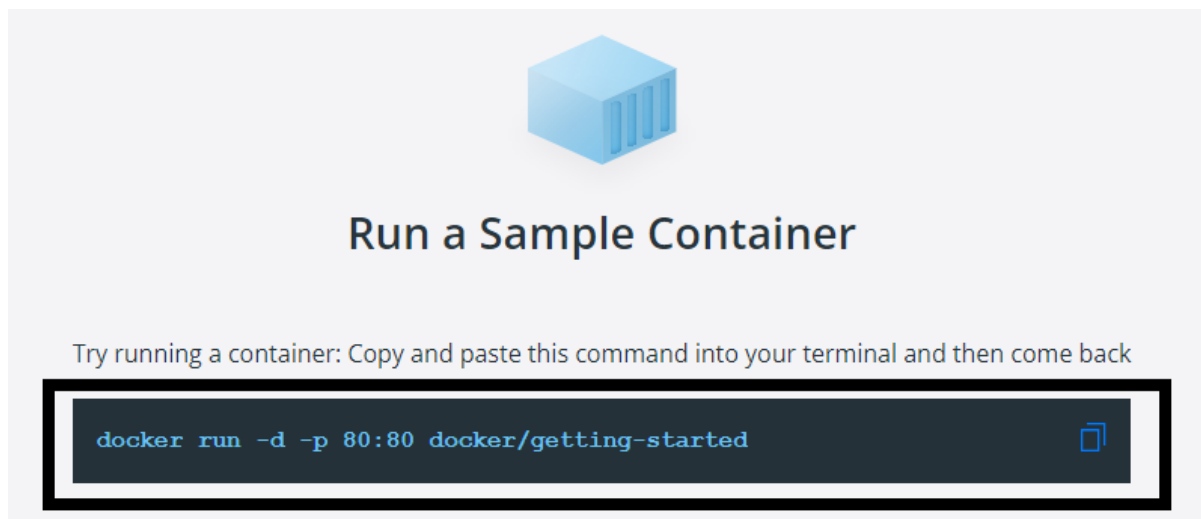 Run a Sample Container
Try running a container: Copy and paste this command into your terminal and then come back
docker run -d -p 80:80 docker/getting-started